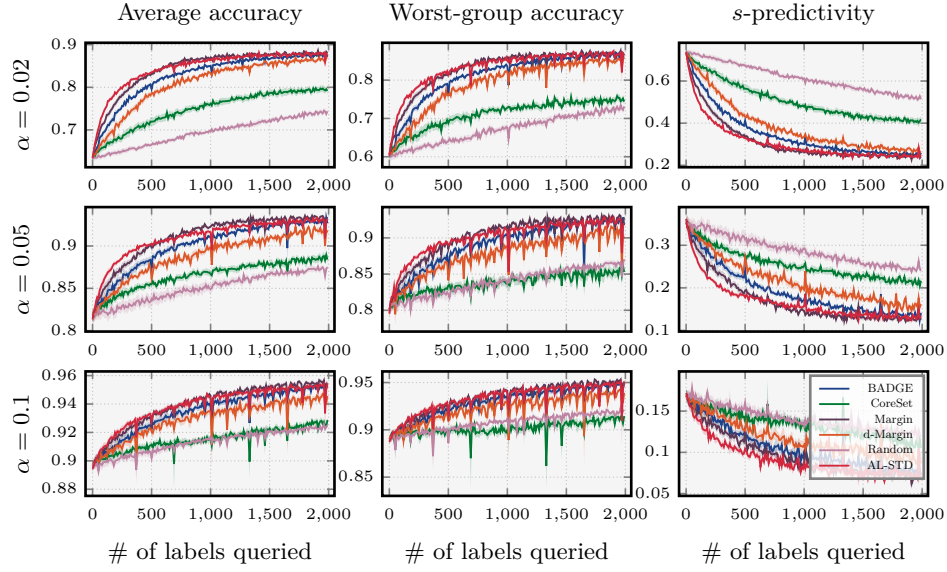 Average accuracy
Worst-group accuracy
s-predictivity
α = 0.02
0.9
0.8
0.7
0 500 1,000 1,500 2,000
0.8
0.7
0.6
0 500 1,000 1,500 2,000
0.6
0.4
0.2
0 500 1,000 1,500 2,000
α = 0.05
0.9
0.85
0.8
0 500 1,000 1,500 2,000
0.9
0.85
0.8
0 500 1,000 1,500 2,000
0.3
0.2
0.1
0 500 1,000 1,500 2,000
α = 0.1
0.96
0.94
0.92
0.9
0.88
0 500 1,000 1,500 2,000
0.95
0.9
0.85
0 500 1,000 1,500 2,000
0.15
0.1
0.05
0 500 1,000 1,500 2,000
BADGE
CoreSet
Margin
d-Margin
Random
AL-STD
# of labels queried
# of labels queried
# of labels queried